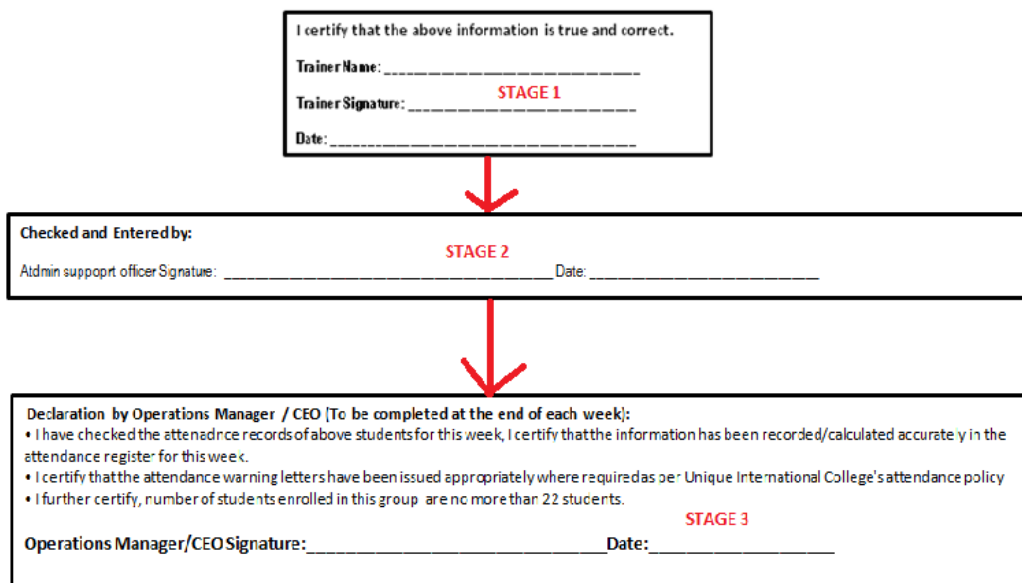 I certify that the above information is true and correct.
Trainer Name: ___________________________________
STAGE 1
Trainer Signature: _______________________________
Date: __________________________________________
Checked and Entered by:
STAGE 2
Atdmin suppoprt officer Signature: ______________________________________________ Date: ________________________________
Declaration by Operations Manager / CEO (To be completed at the end of each week):
• I have checked the attenadnce records of above students for this week, I certify that the information has been recorded/calculated accurately in the
attendance register for this week.
• I certify that the attendance warning letters have been issued appropriately where required as per Unique International College's attendance policy
• I further certify, number of students enrolled in this group are no more than 22 students.
STAGE 3
Operations Manager/CEO Signature:_____________________________Date:__________________